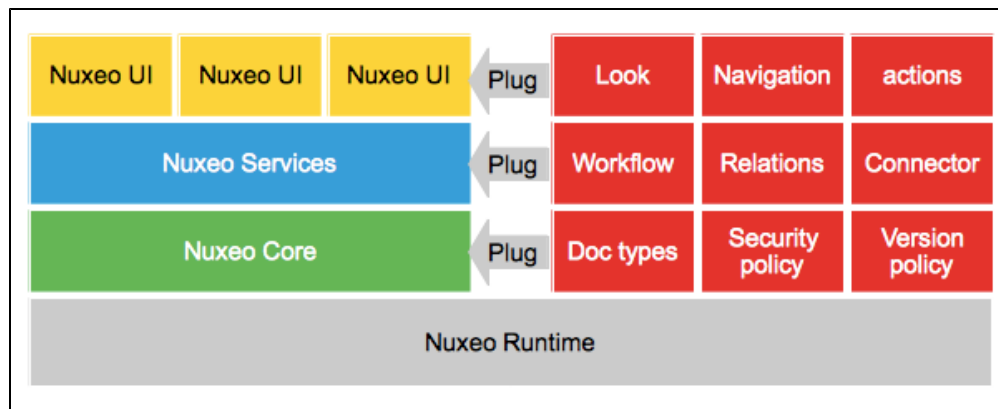 Nuxeo UI Nuxeo UI Nuxeo UI Plug Look Navigation actions
Nuxeo Services Plug Workflow Relations Connector
Nuxeo Core Plug Doc types Security policy Version policy
Nuxeo Runtime